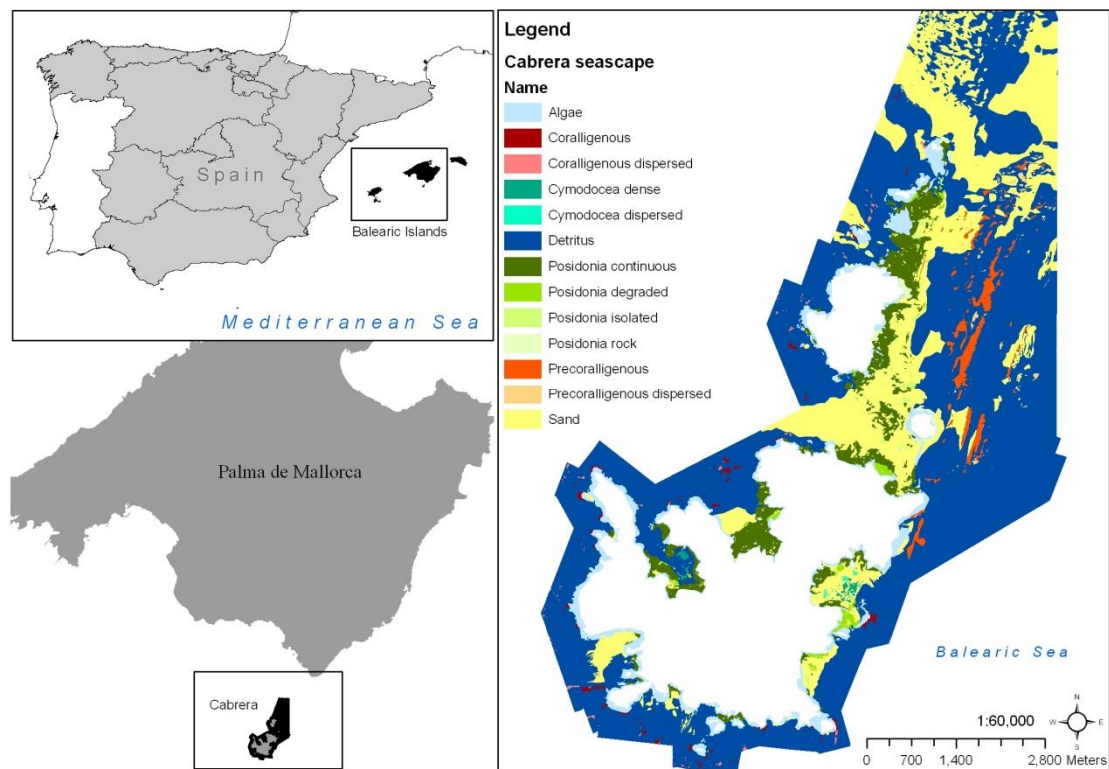 Spain
Balearic Islands
Mediterranean Sea
Palma de Mallorca
Cabrera
Legend
Cabrera seascape
Name
Algae
Coralligenous
Coralligenous dispersed
Cymodocea dense
Cymodocea dispersed
Detritus
Posidonia continuous
Posidonia degraded
Posidonia isolated
Posidonia rock
Precoralligenous
Precoralligenous dispersed
Sand
Balearic Sea
1:60,000
N
W E
S
0 700 1,400 2,800 Meters